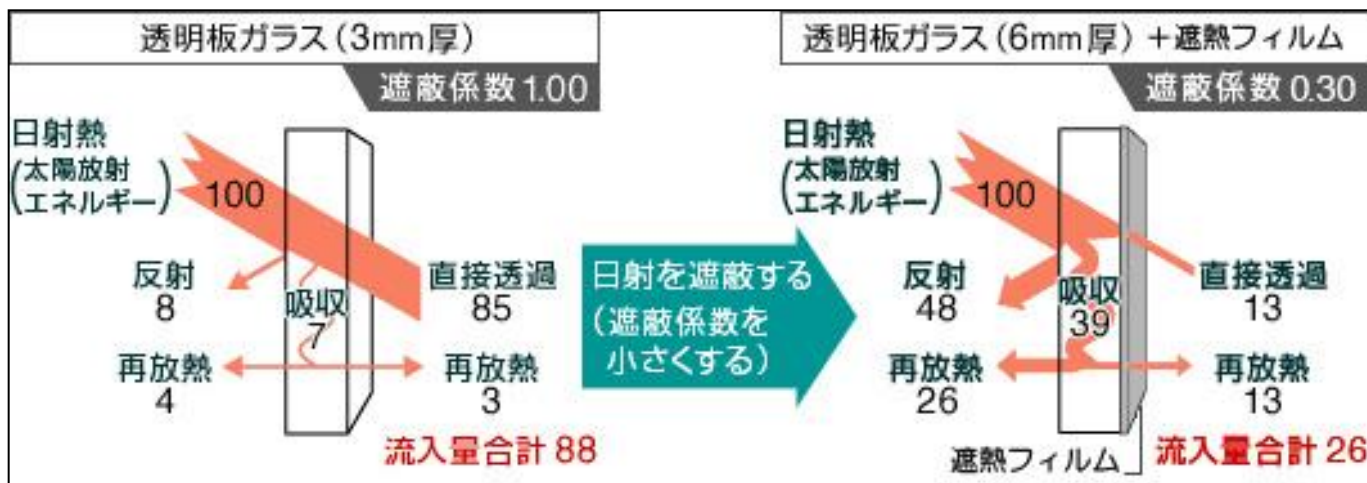 透明板ガラス(3mm厚)
遮蔽係数1.00
日射熱
(太陽放射
エネルギー)
100
反射
8
吸収
7
直接透過
85
再放熱
4
再放熱
3
流入量合計 88
日射を遮蔽する
(遮蔽係数を
小さくする)
透明板ガラス(6mm厚)+遮熱フィルム
遮蔽係数0.30
日射熱
(太陽放射
エネルギー)
100
反射
48
吸収
39
直接透過
13
再放熱
26
再放熱
13
遮熱フィルム
流入量合計 26